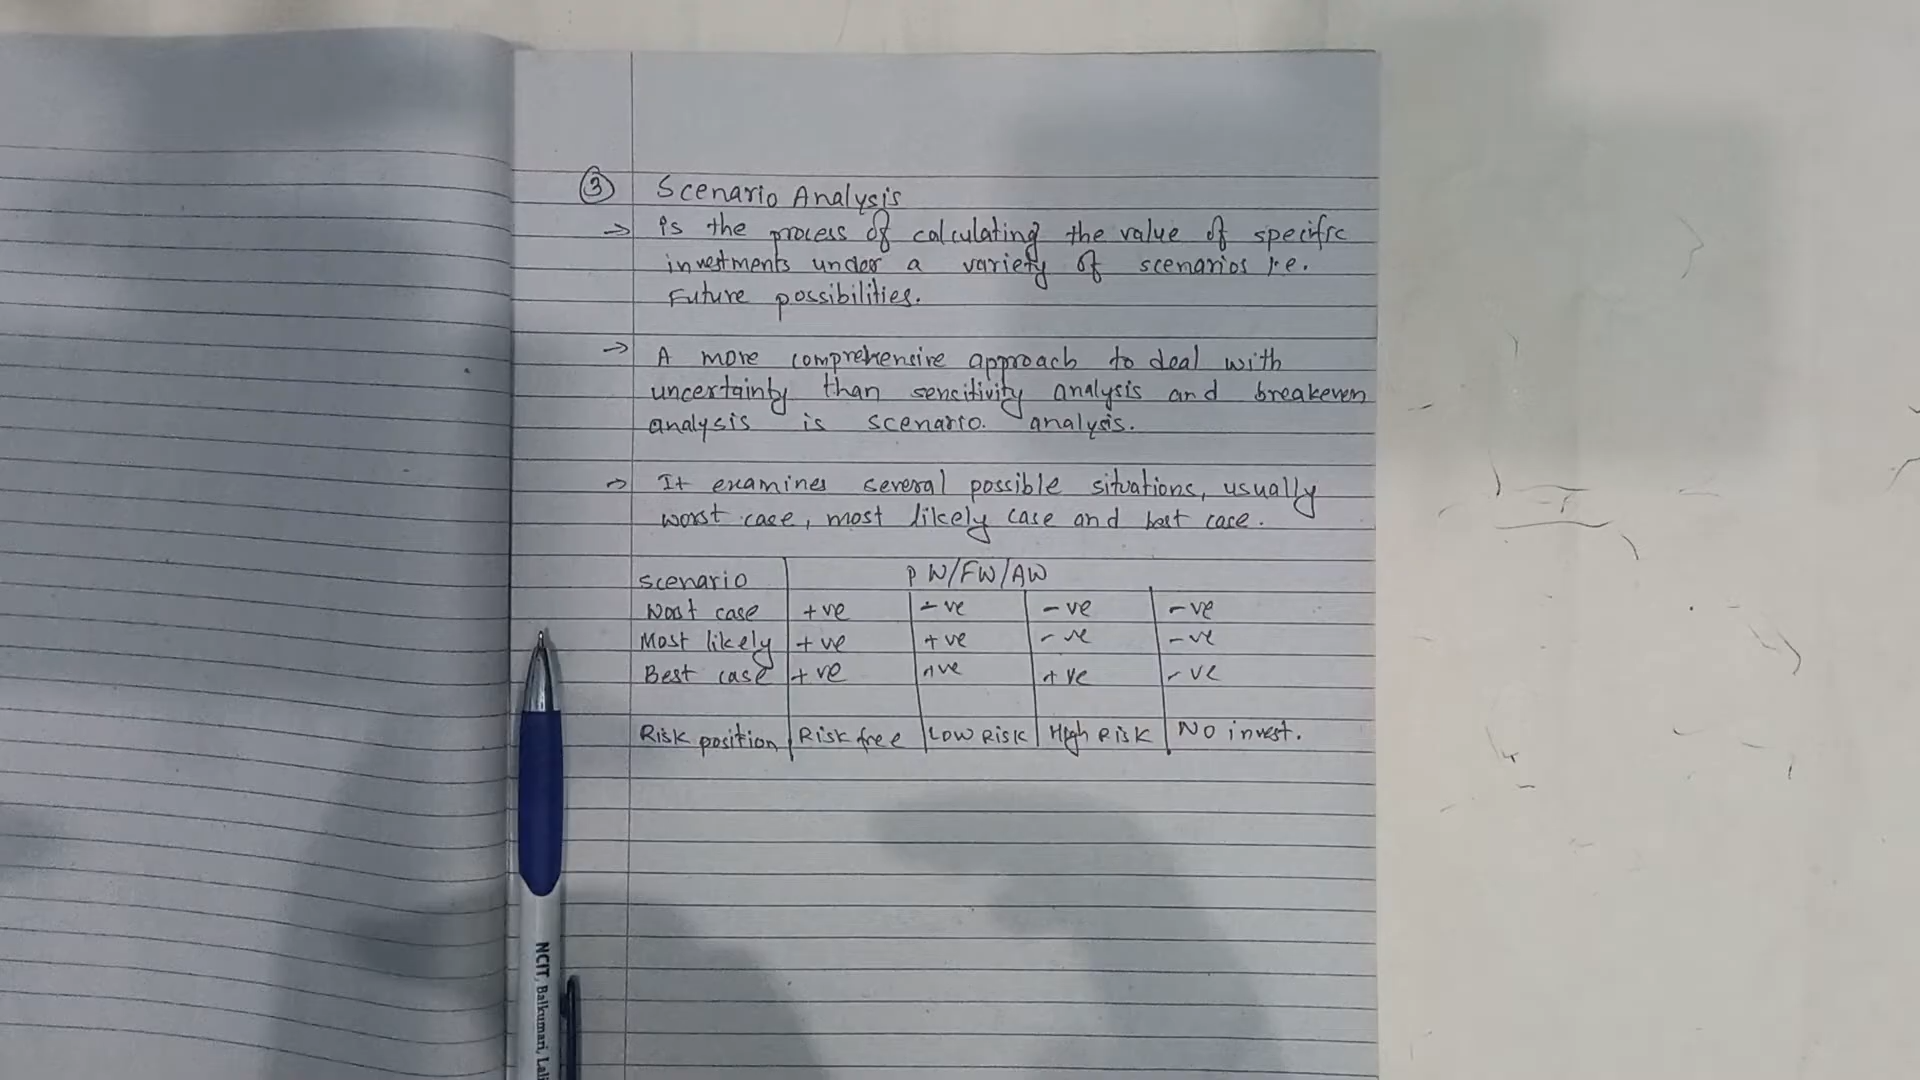 ③ Scenario Analysis
→ is the process of calculating the value of specific
investments under a variety of scenarios i.e.
Future possibilities.
→ A more comprehensive approach to deal with
uncertainty than sencitivity analysis and breakeven
analysis is scenario. analysis.
→ It examines several possible situations, usually
worst case, most likely case and best case.
scenario PW/FW/AW
Worst case +ve -ve -ve -ve
Most likely +ve +ve -ve -ve
Best case +ve +ve +ve -ve
Risk position Risk free Low Risk High Risk No invest.
NCIT, Balkumari, Lali